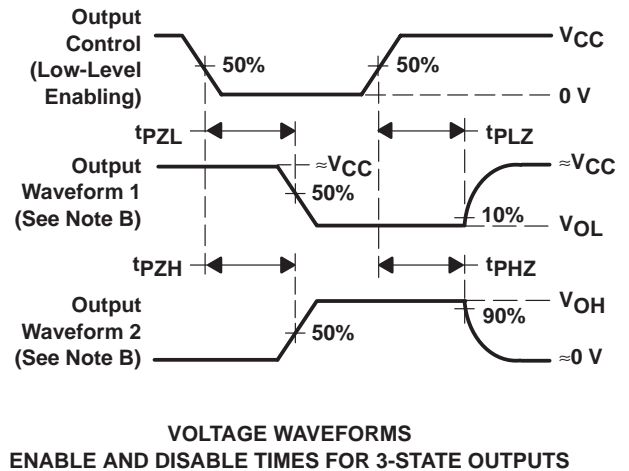 Output
Control
(Low-Level
Enabling)
50%
50%
VCC
0 V
tPZL
tPLZ
Output
Waveform 1
(See Note B)
≈VCC
50%
10%
≈VCC
VOL
tPZH
tPHZ
Output
Waveform 2
(See Note B)
50%
90%
VOH
≈0 V
VOLTAGE WAVEFORMS
ENABLE AND DISABLE TIMES FOR 3-STATE OUTPUTS